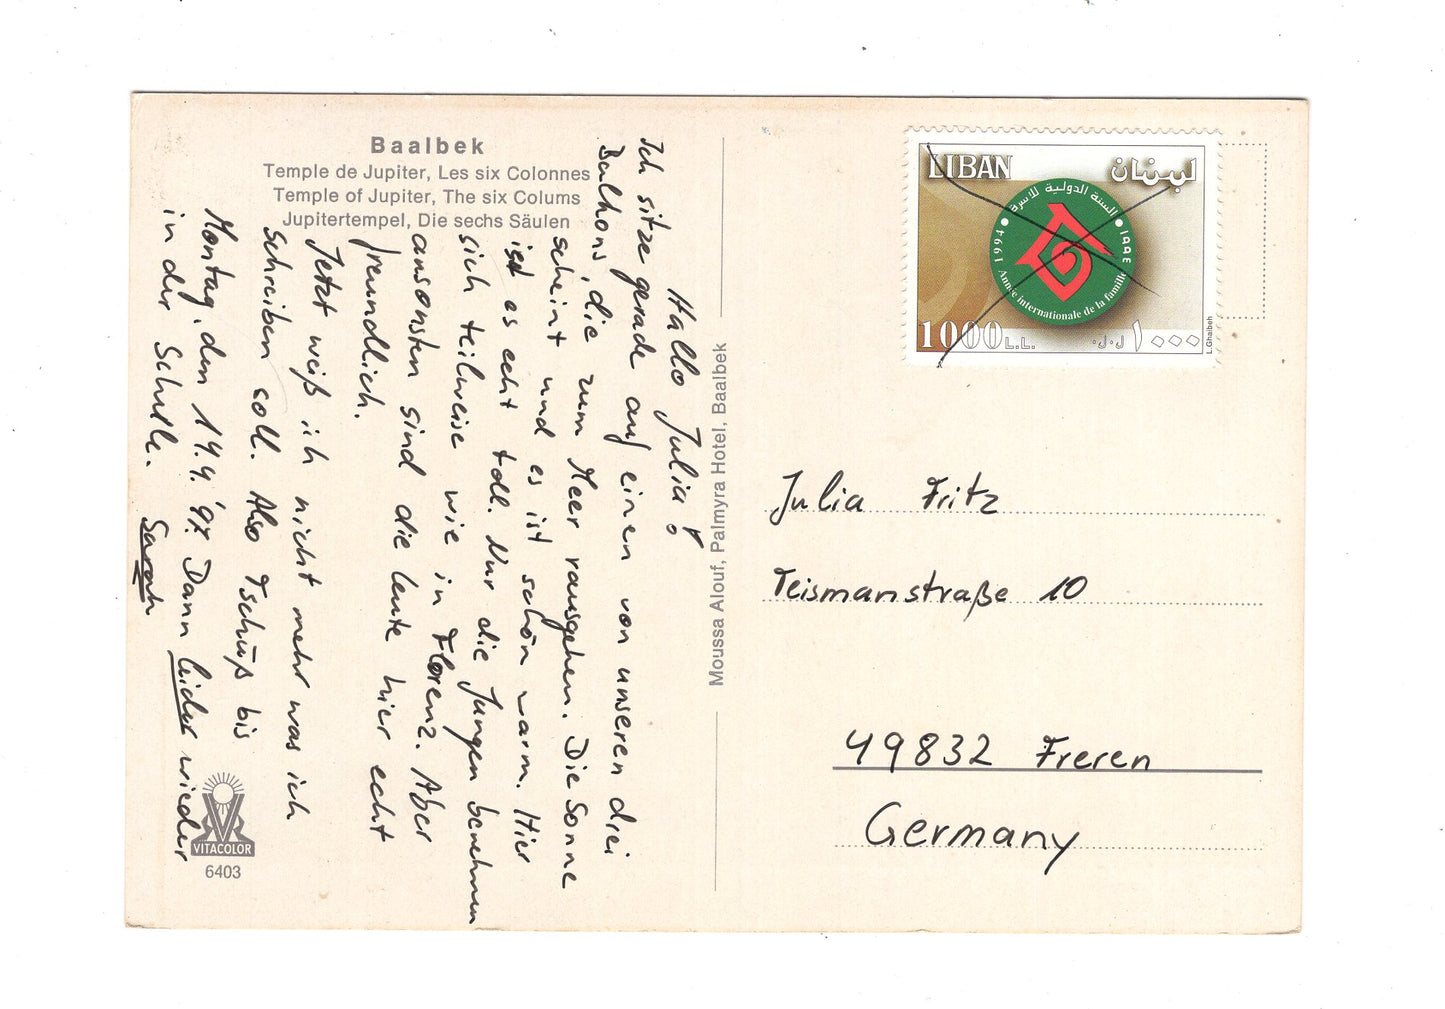 Baalbek
Temple de Jupiter, Les six Colonnes
Temple of Jupiter, The six Colums
Jupitertempel, Die sechs Säulen
Hallo Julia!
Ich sitze gerade auf einen von unseren drei
Balkons, die zum Meer rausgehen. Die Sonne
scheint und es ist schön warm. Hier
ist es echt toll. Nur die Jungen benehmen
sich teilweise wie in Florenz. Aber
ansonsten sind die Leute hier echt
freundlich.
Jetzt weiß ich nicht mehr was ich
schreiben soll. Also Tschüß bis
Montag, den 14.4.'97. Dann leider wieder
in der Schule.
Sarah
VITACOLOR
6403
Moussa Alouf, Palmyra Hotel, Baalbek
LIBAN
لبنان
السنة الدولية للاسرة
1994
١٩٩٤
Année internationale de la famille
1000 L.L.
١٠٠٠ ل.ل.
L.Ghaibeh
Julia Fritz
Teismanstraße 10
49832 Freren
Germany